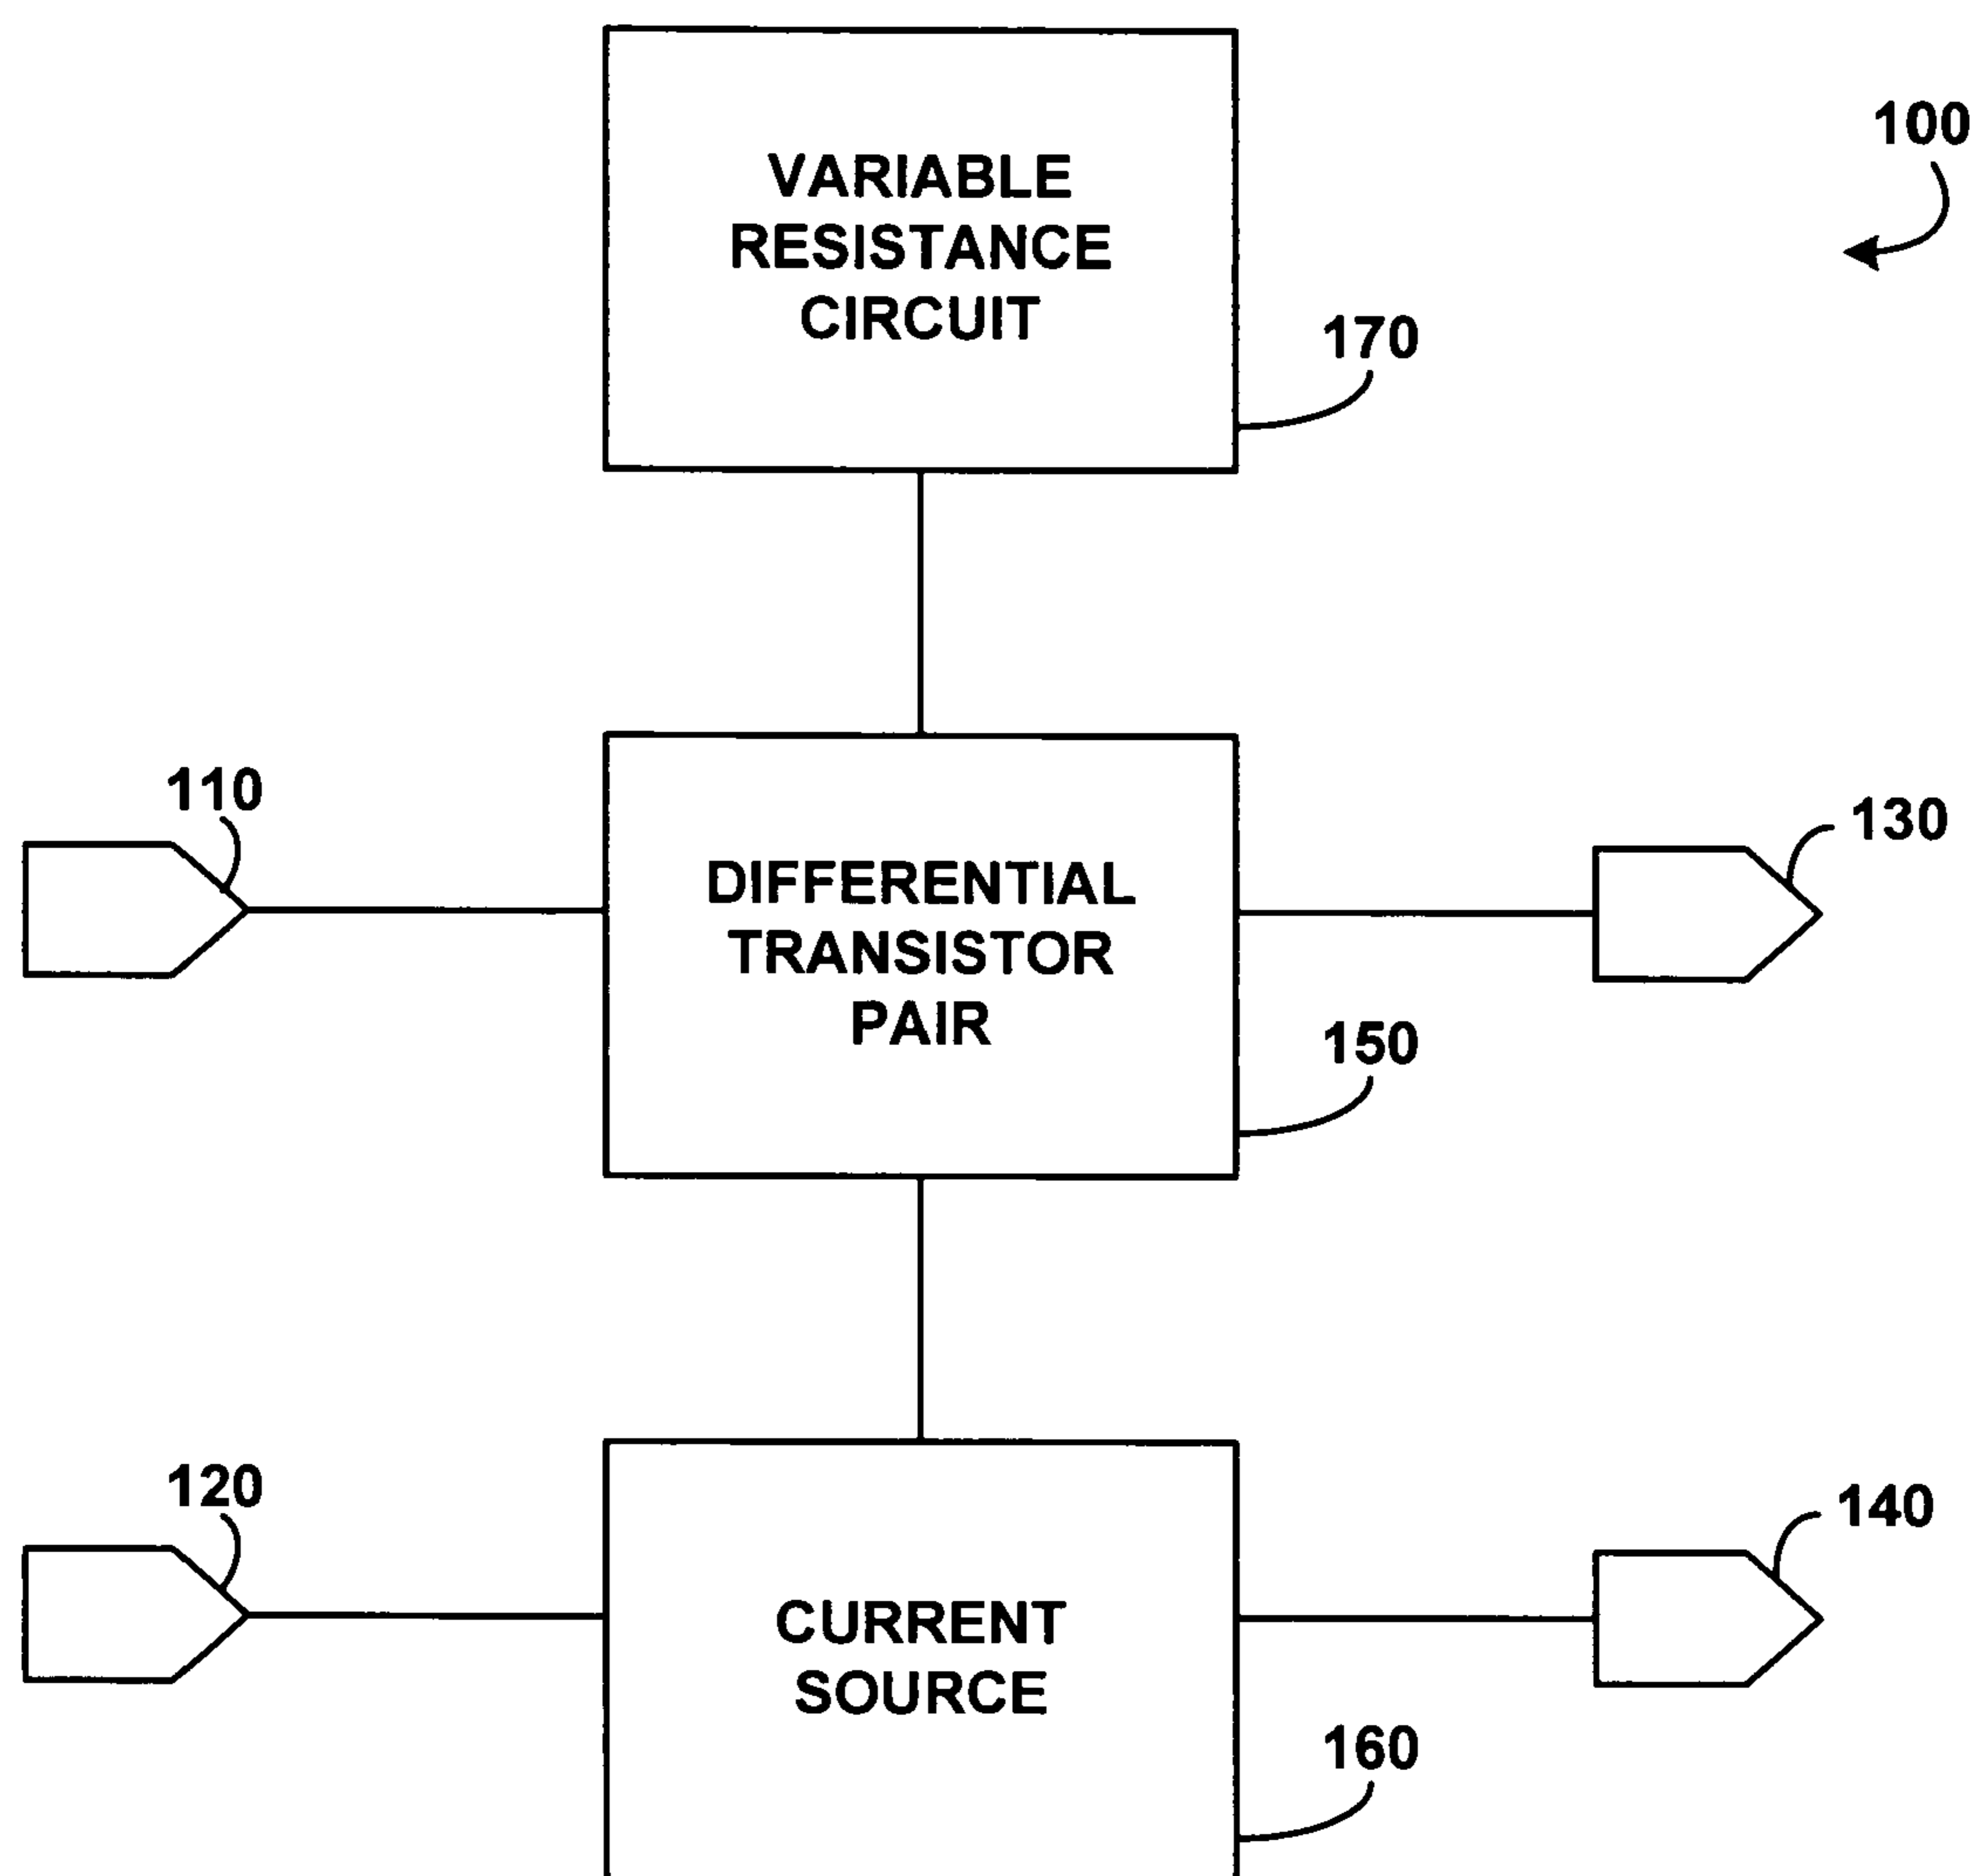 VARIABLE
RESISTANCE
CIRCUIT
100
170
110
130
DIFFERENTIAL
TRANSISTOR
PAIR
150
120
140
CURRENT
SOURCE
160